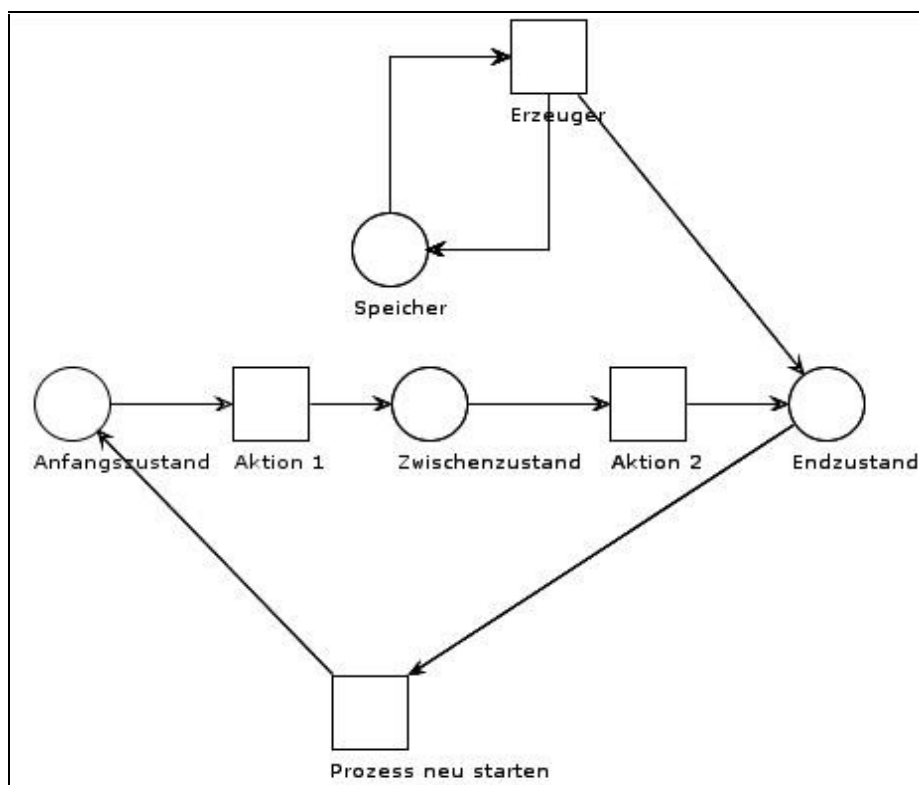 Erzeuger
Speicher
Anfangszustand
Aktion 1
Zwischenzustand
Aktion 2
Endzustand
Prozess neu starten